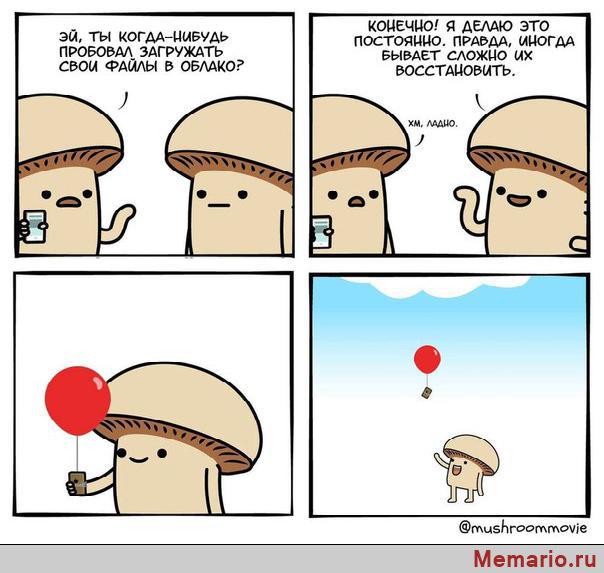 ЭЙ, ТЫ КОГДА-НИБУДЬ
ПРОБОВАЛ ЗАГРУЖАТЬ
СВОИ ФАЙЛЫ В ОБЛАКО?
КОНЕЧНО! Я ДЕЛАЮ ЭТО
ПОСТОЯННО. ПРАВДА, ИНОГДА
БЫВАЕТ СЛОЖНО ИХ
ВОССТАНОВИТЬ.
ХМ, ЛАДНО.
@mushroommovie
Memario.ru